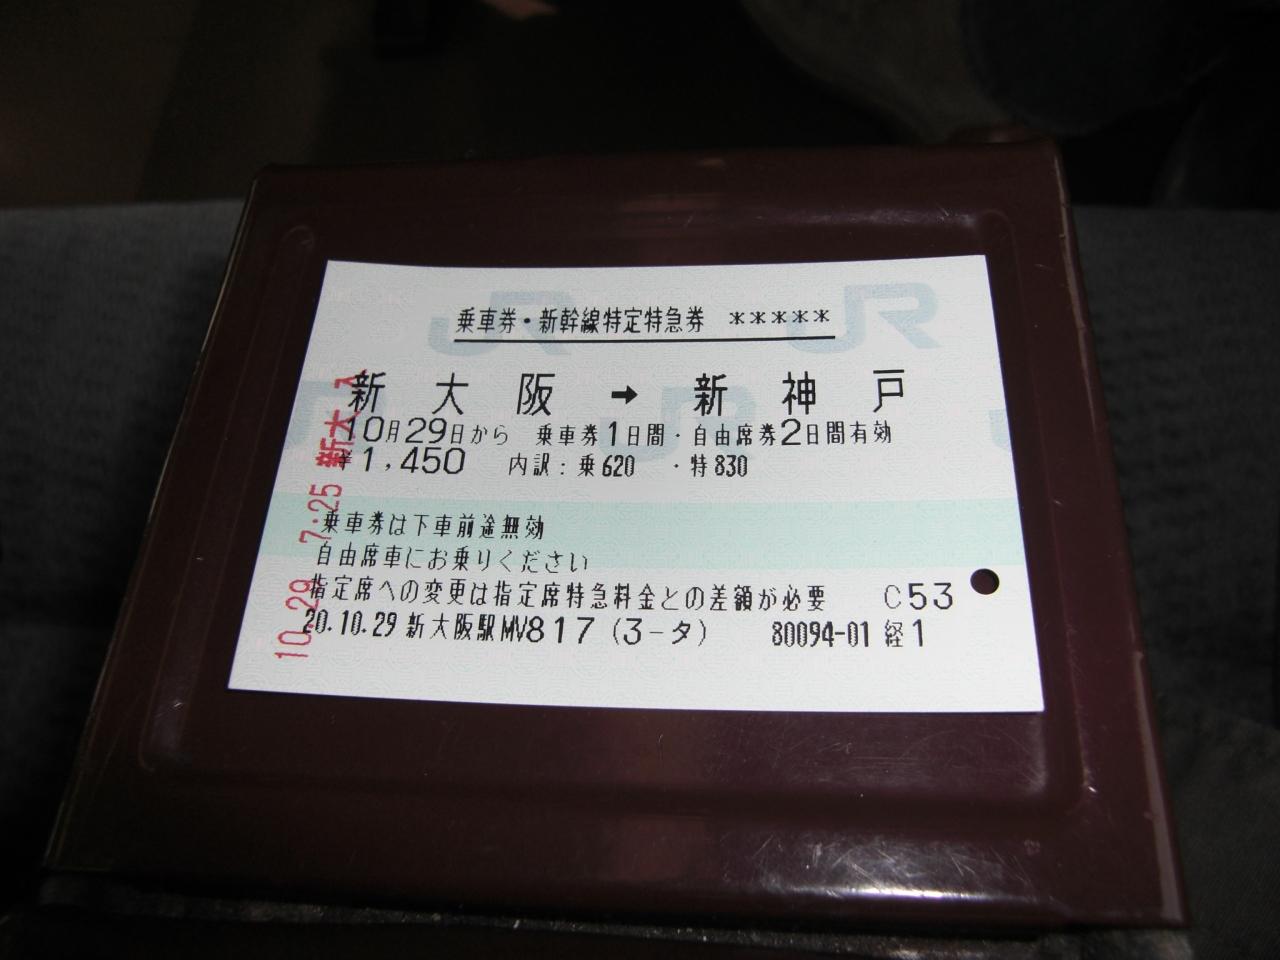 乗車券・新幹線特定特急券 *****
新大阪 → 新神戸
10月29日から 乗車券1日間・自由席券2日間有効
¥1,450 内訳:乗620 ・特830
乗車券は下車前途無効
自由席車にお乗りください
指定席への変更は指定席特急料金との差額が必要 C53
20.10.29 新大阪駅MV817 (3-タ) 80094-01 経1
10.29 7:25 新大 入
JR
JR
JR